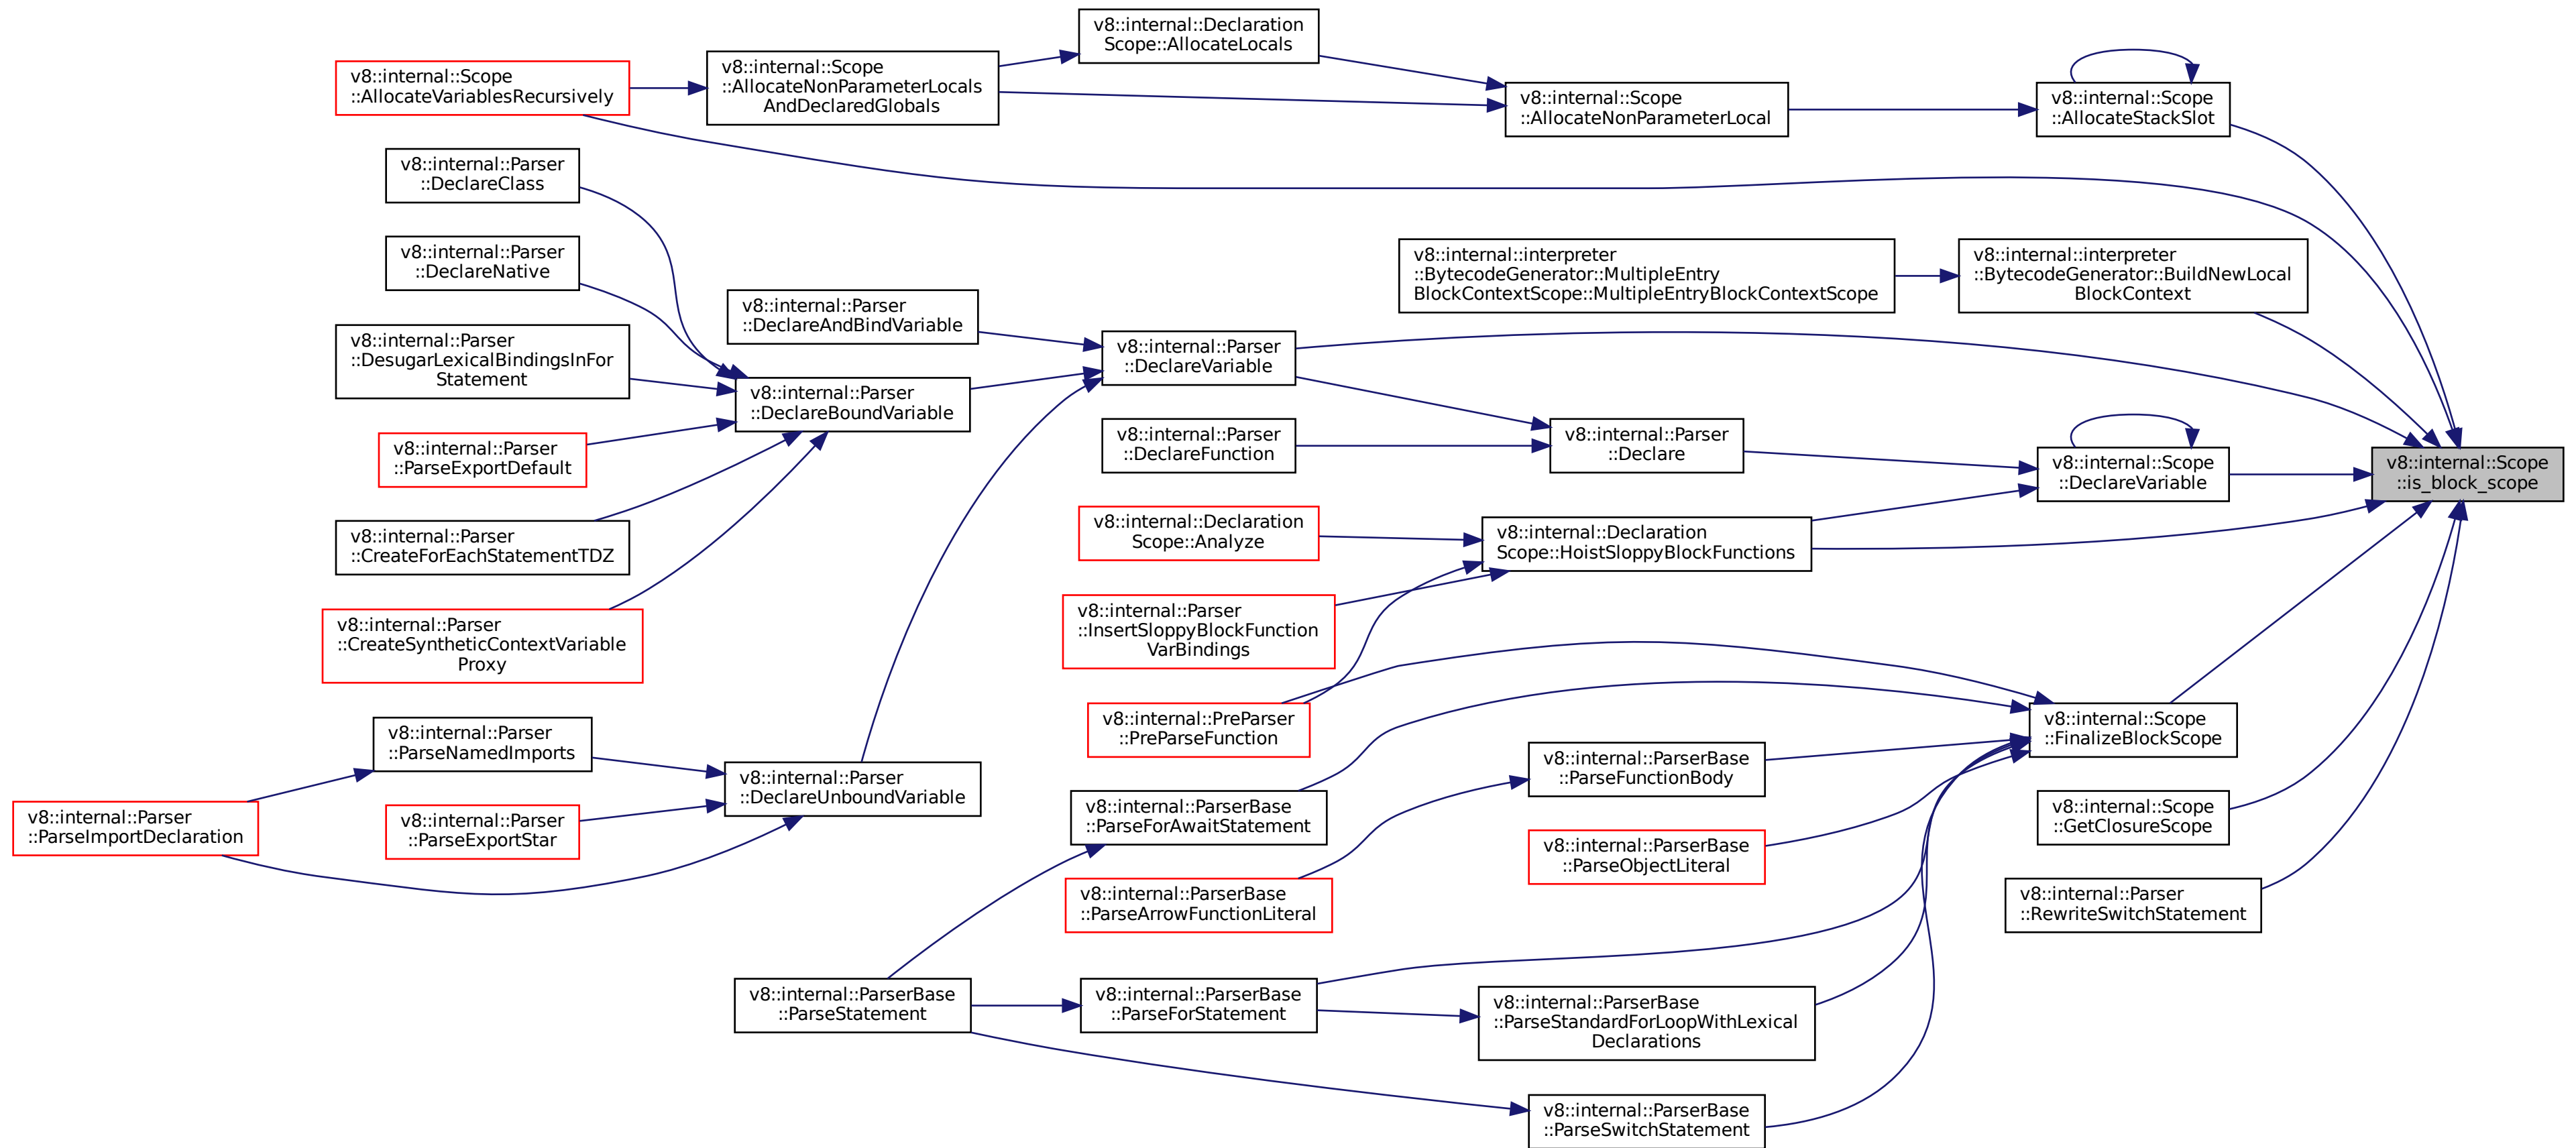 v8::internal::Declaration
Scope::AllocateLocals
v8::internal::Scope
::AllocateVariablesRecursively
v8::internal::Scope
::AllocateNonParameterLocals
AndDeclaredGlobals
v8::internal::Scope
::AllocateNonParameterLocal
v8::internal::Scope
::AllocateStackSlot
v8::internal::Parser
::DeclareClass
v8::internal::Parser
::DeclareNative
v8::internal::interpreter
::BytecodeGenerator::MultipleEntry
BlockContextScope::MultipleEntryBlockContextScope
v8::internal::interpreter
::BytecodeGenerator::BuildNewLocal
BlockContext
v8::internal::Parser
::DeclareAndBindVariable
v8::internal::Parser
::DesugarLexicalBindingsInFor
Statement
v8::internal::Parser
::DeclareVariable
v8::internal::Parser
::DeclareBoundVariable
v8::internal::Parser
::ParseExportDefault
v8::internal::Parser
::DeclareFunction
v8::internal::Parser
::Declare
v8::internal::Scope
::DeclareVariable
v8::internal::Scope
::is_block_scope
v8::internal::Parser
::CreateForEachStatementTDZ
v8::internal::Declaration
Scope::Analyze
v8::internal::Declaration
Scope::HoistSloppyBlockFunctions
v8::internal::Parser
::CreateSyntheticContextVariable
Proxy
v8::internal::Parser
::InsertSloppyBlockFunction
VarBindings
v8::internal::PreParser
::PreParseFunction
v8::internal::Scope
::FinalizeBlockScope
v8::internal::Parser
::ParseNamedImports
v8::internal::Parser
::DeclareUnboundVariable
v8::internal::ParserBase
::ParseFunctionBody
v8::internal::Parser
::ParseImportDeclaration
v8::internal::Parser
::ParseExportStar
v8::internal::ParserBase
::ParseForAwaitStatement
v8::internal::Scope
::GetClosureScope
v8::internal::ParserBase
::ParseObjectLiteral
v8::internal::ParserBase
::ParseArrowFunctionLiteral
v8::internal::Parser
::RewriteSwitchStatement
v8::internal::ParserBase
::ParseStatement
v8::internal::ParserBase
::ParseForStatement
v8::internal::ParserBase
::ParseStandardForLoopWithLexical
Declarations
v8::internal::ParserBase
::ParseSwitchStatement